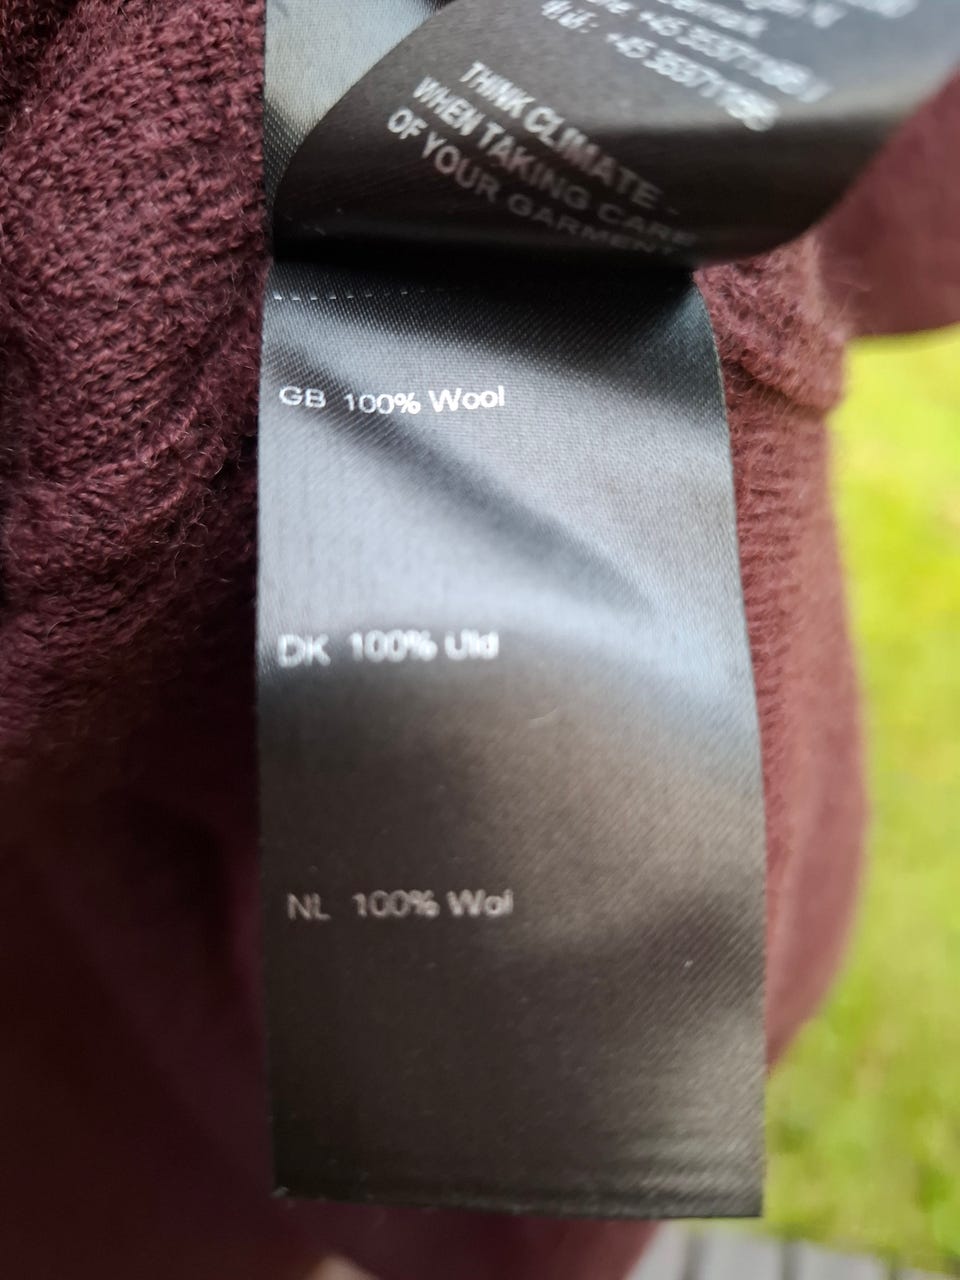 THINK CLIMATE -
WHEN TAKING CARE
OF YOUR GARMENT
GB 100% Wool
DK 100% Uld
NL 100% Wol